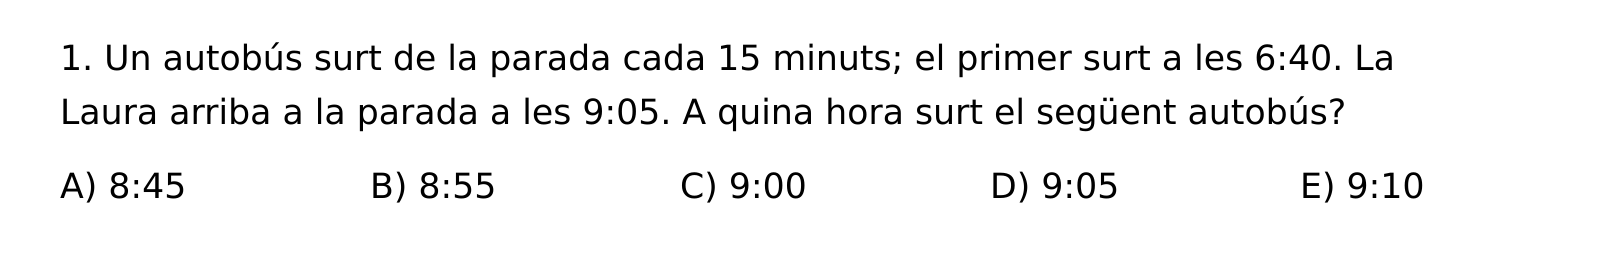 1. Un autobús surt de la parada cada 15 minuts; el primer surt a les 6:40. La
Laura arriba a la parada a les 9:05. A quina hora surt el següent autobús?
A) 8:45 B) 8:55 C) 9:00 D) 9:05 E) 9:10